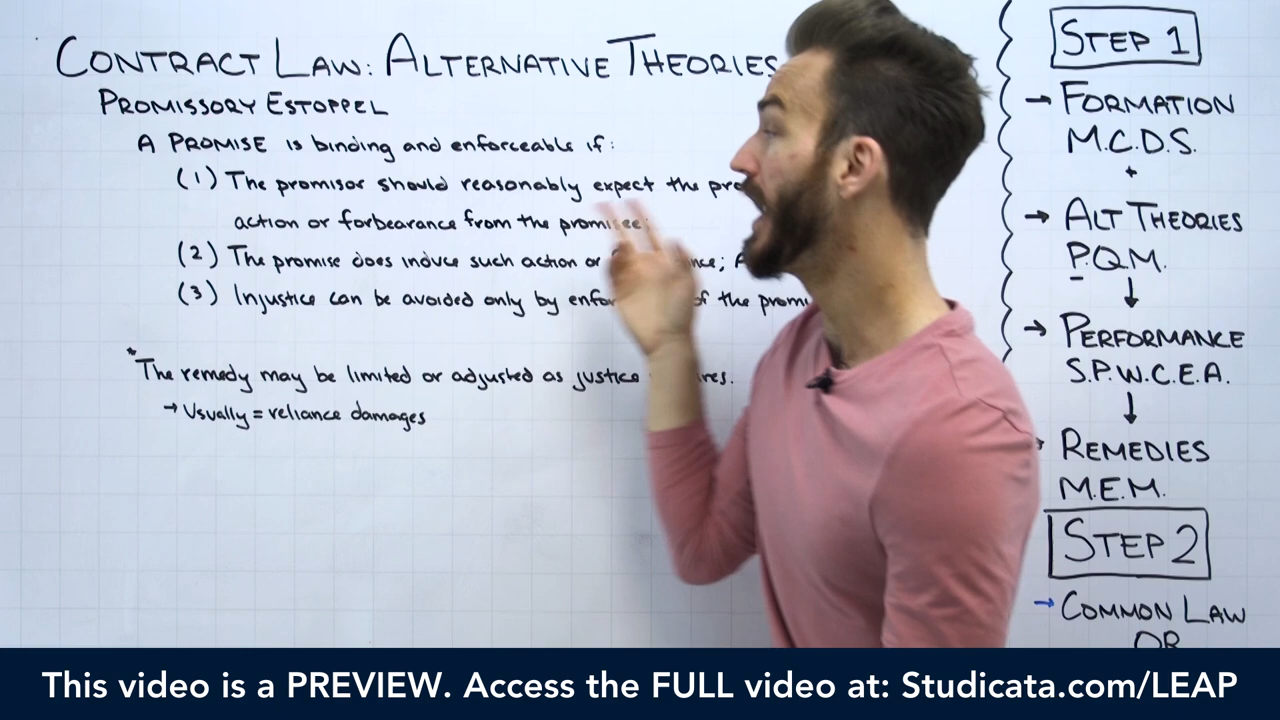 CONTRACT LAW: ALTERNATIVE THEORIES
PROMISSORY ESTOPPEL
A PROMISE is binding and enforceable if:
(1) The promisor should reasonably expect the
action or forbearance from the promisee;
(2) The promise does induce such action or
(3) Injustice can be avoided only by of the
*The remedy may be limited or adjusted as justice
→ Usually = reliance damages
STEP 1
→ FORMATION
M.C.D.S.
+
→ ALT THEORIES
P.Q.M.
↓
→ PERFORMANCE
S.P.W.C.E.A.
↓
REMEDIES
M.E.M.
STEP 2
→ COMMON LAW
OR
This video is a PREVIEW. Access the FULL video at: Studicata.com/LEAP